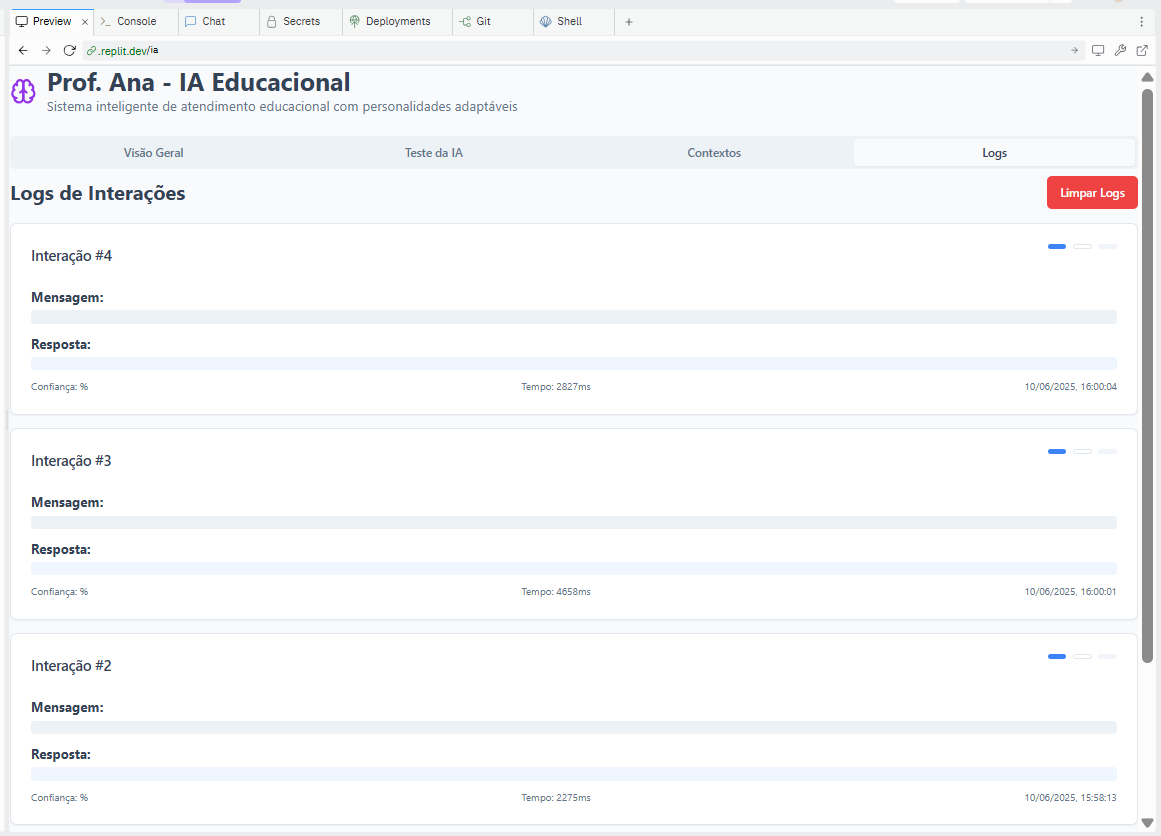 Preview × Console Chat Secrets Deployments Git Shell +
.replit.dev/ia
Prof. Ana - IA Educacional
Sistema inteligente de atendimento educacional com personalidades adaptáveis
Visão Geral Teste da IA Contextos Logs
Logs de Interações Limpar Logs
Interação #4
Mensagem:
Resposta:
Confiança: % Tempo: 2827ms 10/06/2025, 16:00:04
Interação #3
Mensagem:
Resposta:
Confiança: % Tempo: 4658ms 10/06/2025, 16:00:01
Interação #2
Mensagem:
Resposta:
Confiança: % Tempo: 2275ms 10/06/2025, 15:58:13